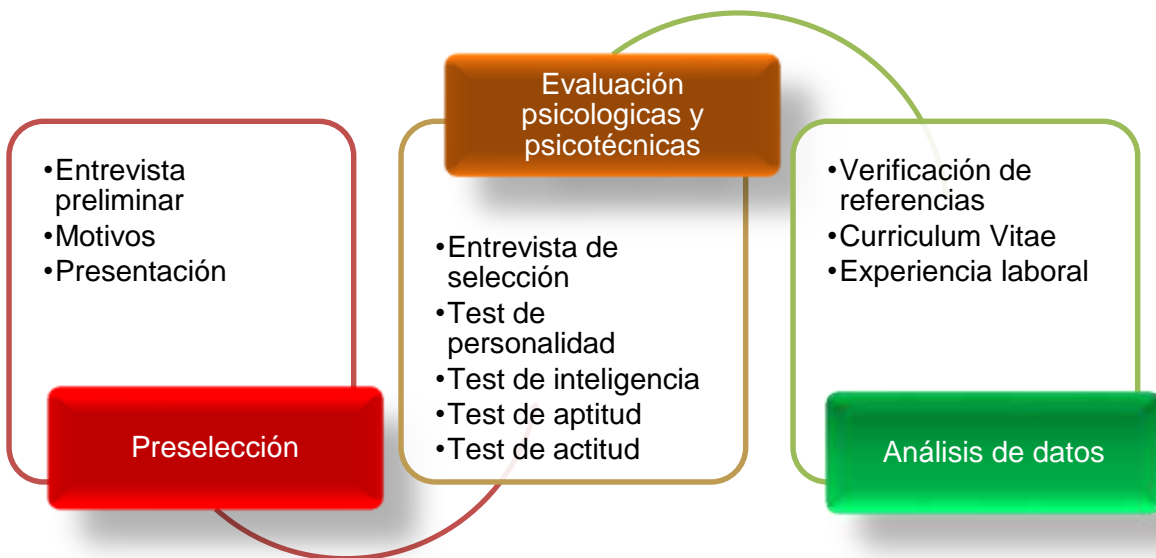 •Entrevista
preliminar
•Motivos
•Presentación
Preselección
Evaluación
psicologicas y
psicotécnicas
•Entrevista de
selección
•Test de
personalidad
•Test de inteligencia
•Test de aptitud
•Test de actitud
•Verificación de
referencias
•Curriculum Vitae
•Experiencia laboral
Análisis de datos